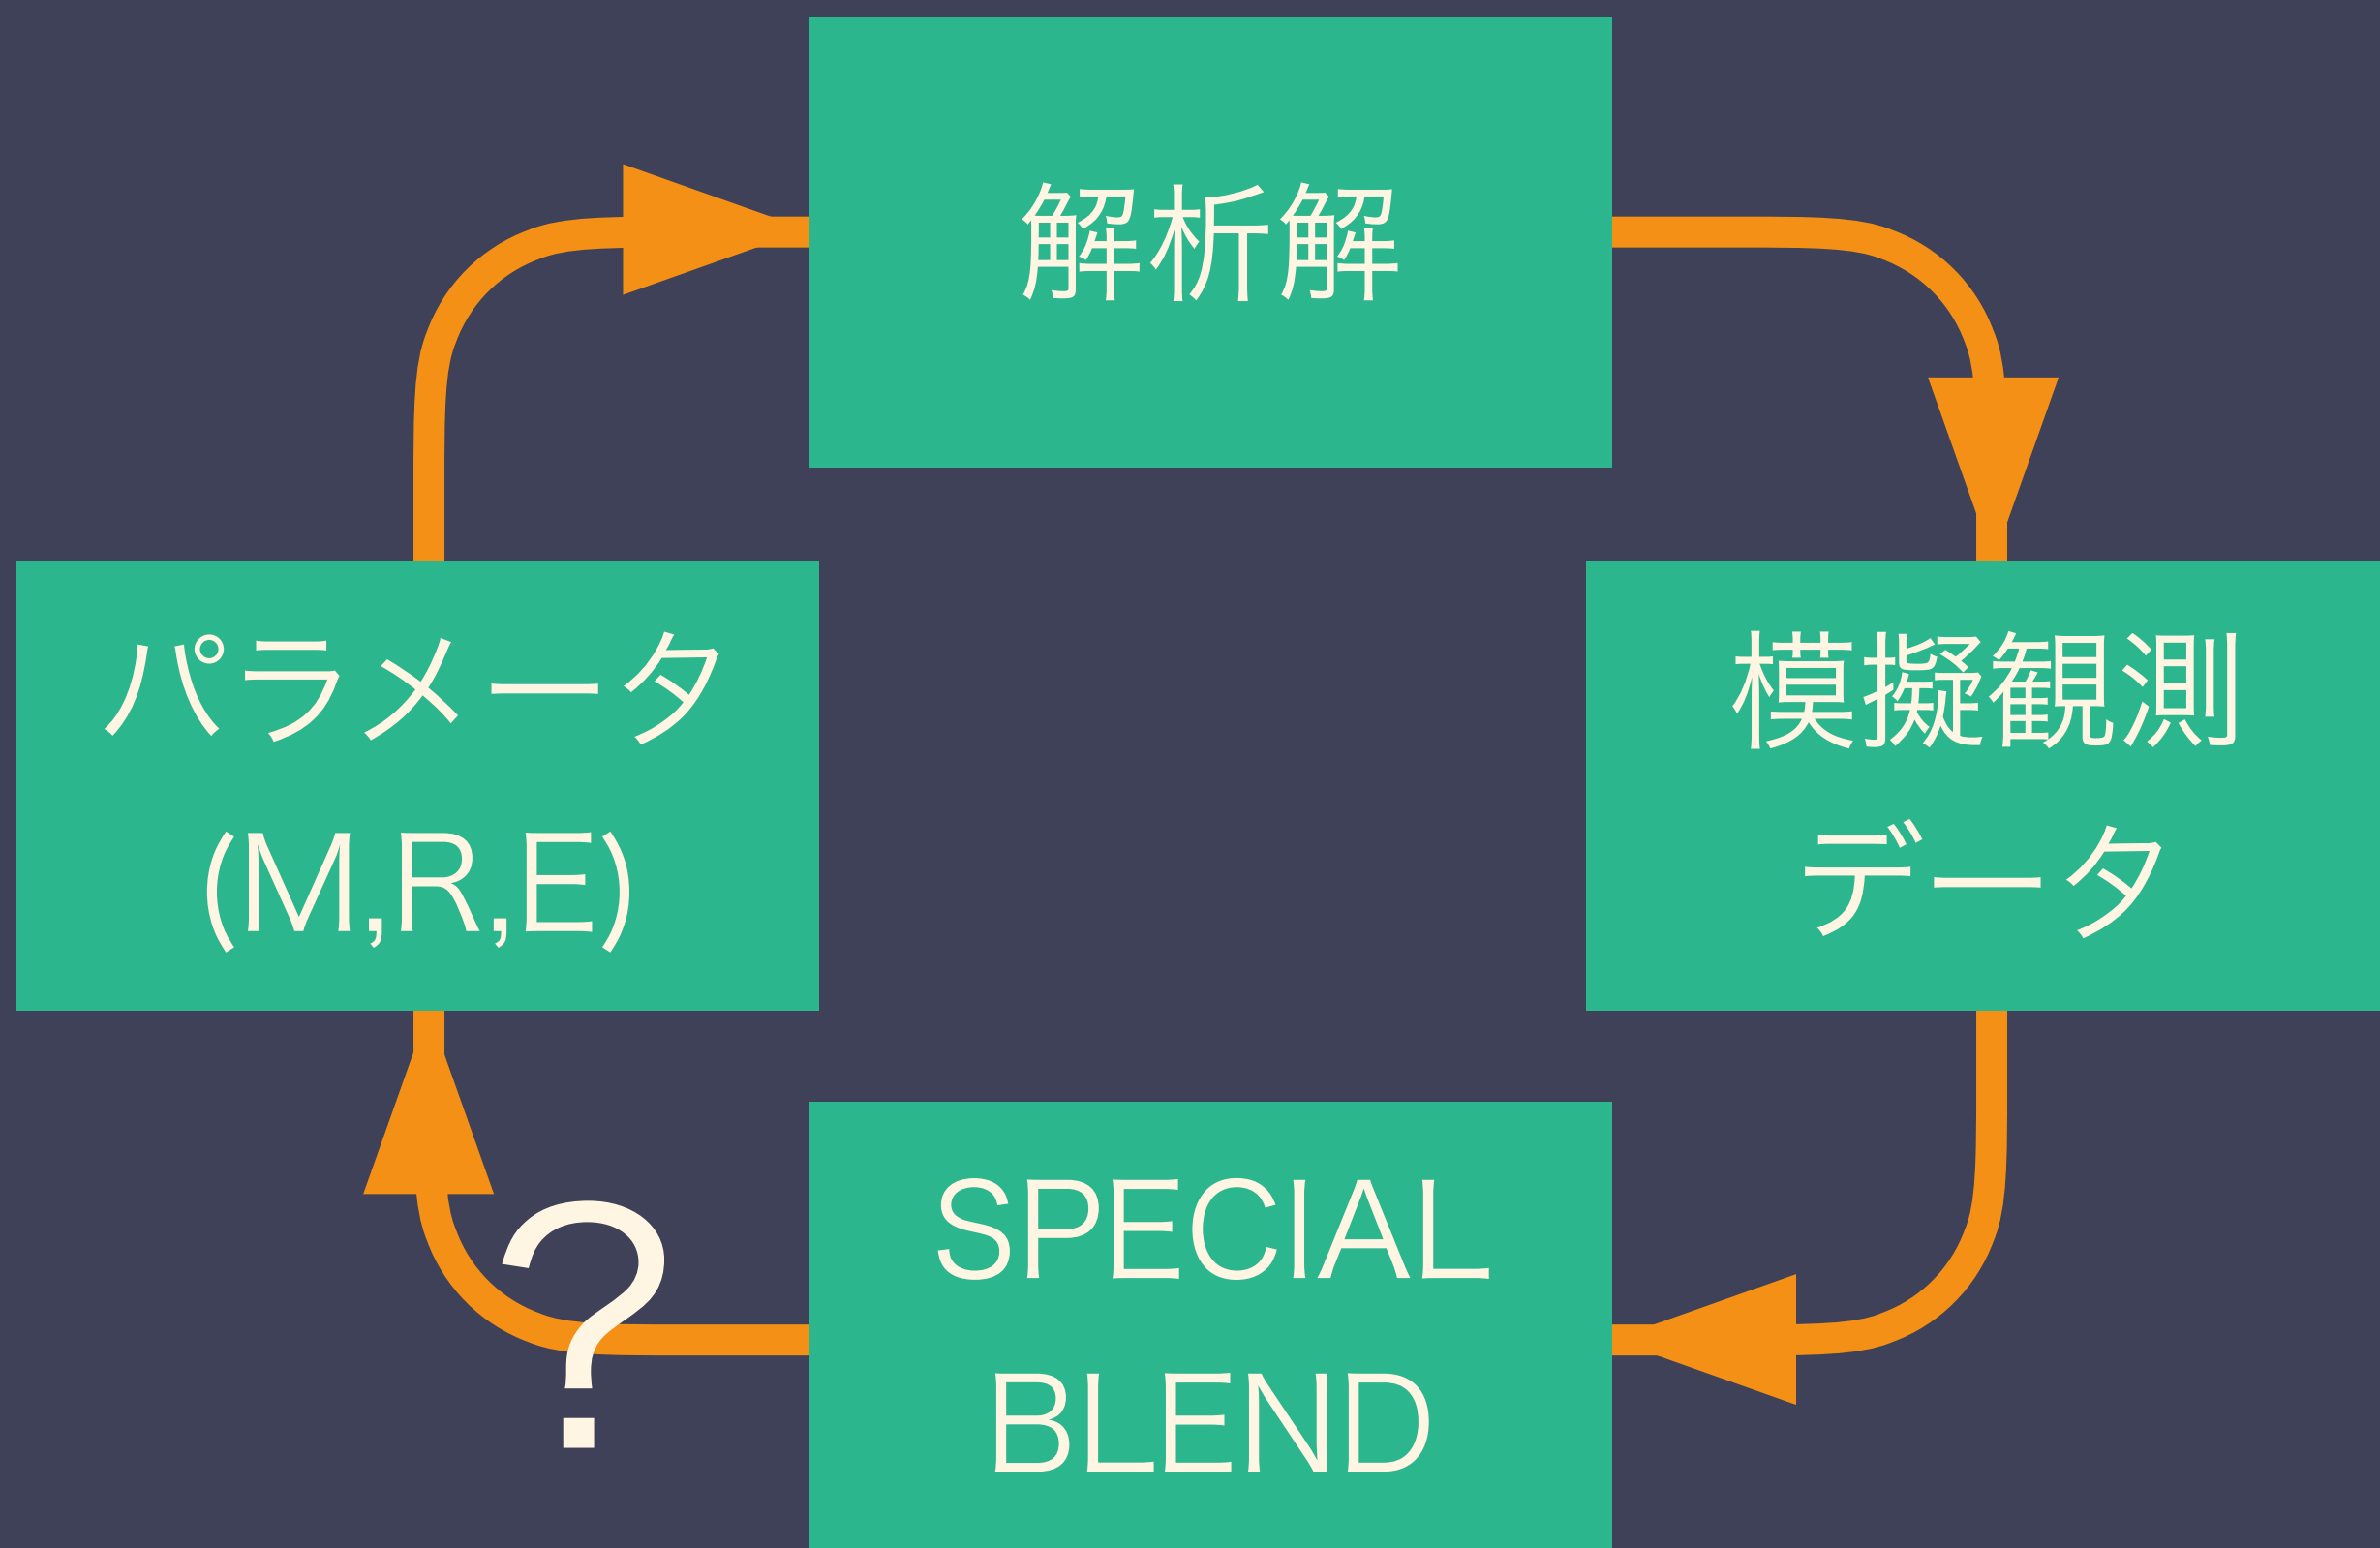 解析解
パラメータ
(M,R,E)
模擬観測
データ
SPECIAL
BLEND
?